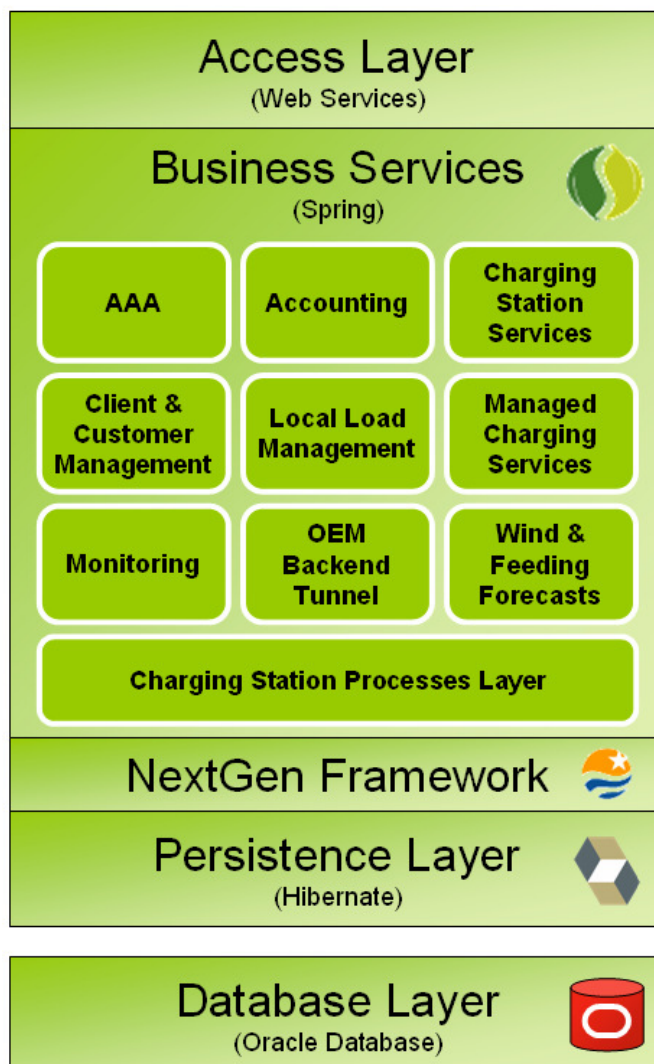 Access Layer
(Web Services)
Business Services
(Spring)
AAA
Accounting
Charging
Station
Services
Client &
Customer
Management
Local Load
Management
Managed
Charging
Services
Monitoring
OEM
Backend
Tunnel
Wind &
Feeding
Forecasts
Charging Station Processes Layer
NextGen Framework
Persistence Layer
(Hibernate)
Database Layer
(Oracle Database)